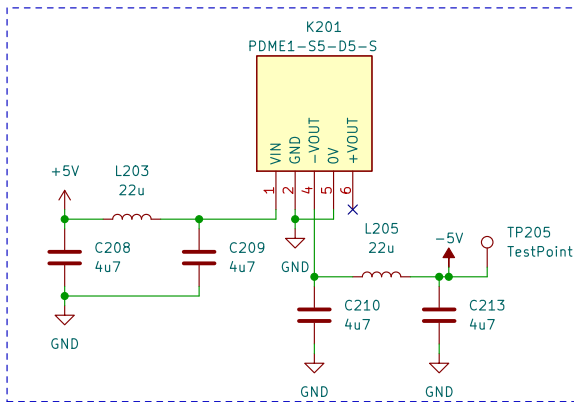 K201
PDME1-S5-D5-S
VIN
GND
-VOUT
0V
+VOUT
1
2
4
5
6
+5V
L203
22u
C208
4u7
C209
4u7
GND
GND
L205
22u
-5V
TP205
TestPoint
C210
4u7
C213
4u7
GND
GND